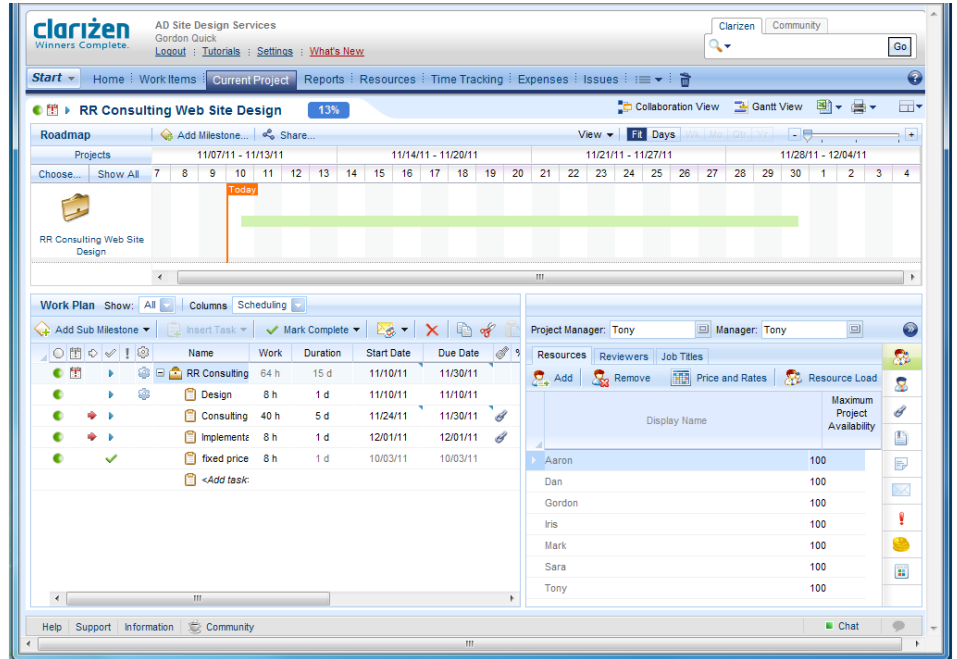 clarizen
Winners Complete.
AD Site Design Services
Gordon Quick
Logout : Tutorials : Settings : What's New
Clarizen Community
Go
Start Home Work Items Current Project Reports Resources Time Tracking Expenses Issues
RR Consulting Web Site Design 13% Collaboration View Gantt View
Roadmap Add Milestone... Share... View Fit Days Wk Mo Qtr Yr
Projects 11/07/11 - 11/13/11 11/14/11 - 11/20/11 11/21/11 - 11/27/11 11/28/11 - 12/04/11
Choose... Show All 7 8 9 10 11 12 13 14 15 16 17 18 19 20 21 22 23 24 25 26 27 28 29 30 1 2 3 4
Today
RR Consulting Web Site
Design
Work Plan Show: All Columns Scheduling
Add Sub Milestone Insert Task Mark Complete
Name Work Duration Start Date Due Date %
RR Consulting 64 h 15 d 11/10/11 11/30/11
Design 8 h 1 d 11/10/11 11/10/11
Consulting 40 h 5 d 11/24/11 11/30/11
Implementa 8 h 1 d 12/01/11 12/01/11
fixed price 8 h 1 d 10/03/11 10/03/11
<Add task:
Project Manager: Tony Manager: Tony
Resources Reviewers Job Titles
Add Remove Price and Rates Resource Load
Display Name
Maximum
Project
Availability
Aaron 100
Dan 100
Gordon 100
Iris 100
Mark 100
Sara 100
Tony 100
Help Support Information Community Chat